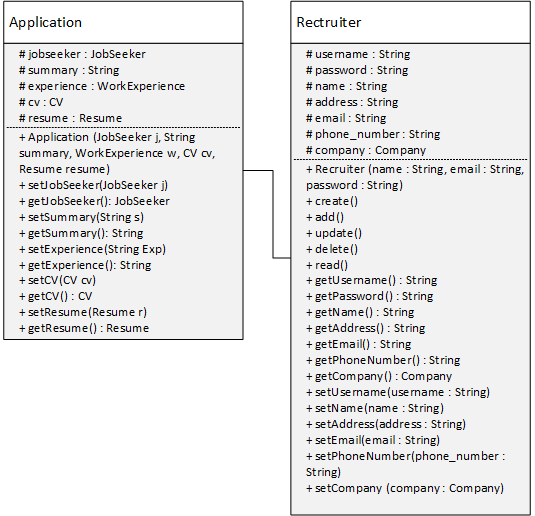 Application
# jobseeker : JobSeeker
# summary : String
# experience : WorkExperience
# cv : CV
# resume : Resume
+ Application (JobSeeker j, String
summary, WorkExperience w, CV cv,
Resume resume)
+ setJobSeeker(JobSeeker j)
+ getJobSeeker(): JobSeeker
+ setSummary(String s)
+ getSummary(): String
+ setExperience(String Exp)
+ getExperience(): String
+ setCV(CV cv)
+ getCV() : CV
+ setResume(Resume r)
+ getResume() : Resume
Rectruiter
# username : String
# password : String
# name : String
# address : String
# email : String
# phone_number : String
# company : Company
+ Recruiter (name : String, email : String,
password : String)
+ create()
+ add()
+ update()
+ delete()
+ read()
+ getUsername() : String
+ getPassword() : String
+ getName() : String
+ getAddress() : String
+ getEmail() : String
+ getPhoneNumber() : String
+ getCompany() : Company
+ setUsername(username : String)
+ setName(name : String)
+ setAddress(address : String)
+ setEmail(email : String)
+ setPhoneNumber(phone_number :
String)
+ setCompany (company : Company)